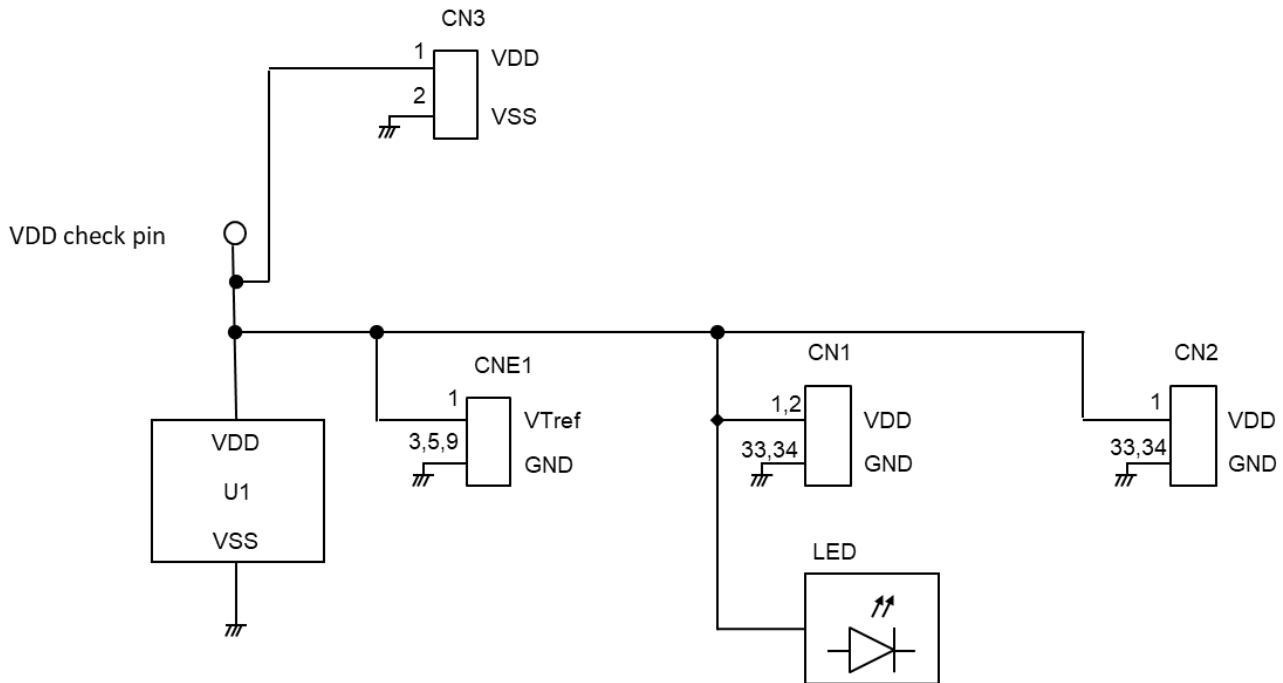 CN3
1
VDD
2
VSS
VDD check pin
CNE1
1
VTref
3,5,9
GND
CN1
1,2
VDD
33,34
GND
CN2
1
VDD
33,34
GND
VDD
U1
VSS
LED